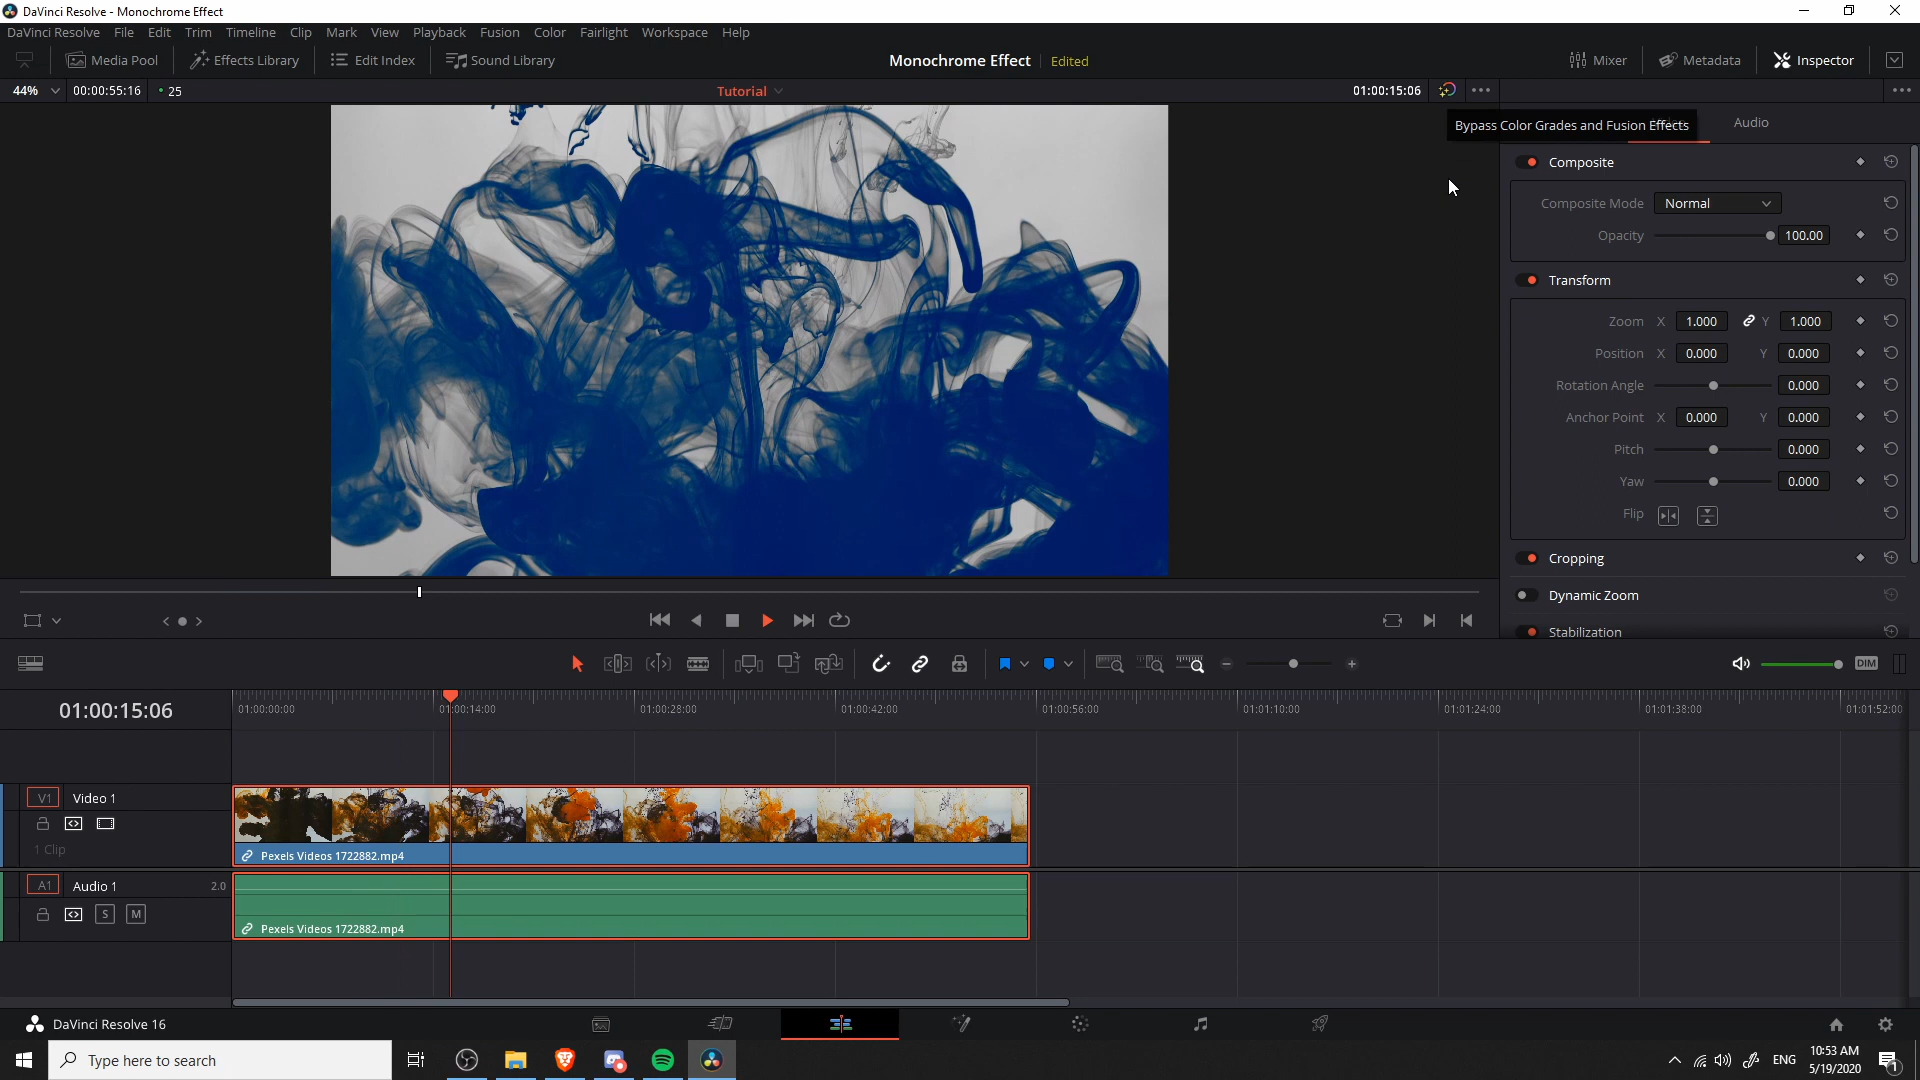 DaVinci Resolve - Monochrome Effect
DaVinci Resolve File Edit Trim Timeline Clip Mark View Playback Fusion Color Fairlight Workspace Help
Media Pool Effects Library Edit Index Sound Library Monochrome Effect Edited Mixer Metadata Inspector
44% 00:00:55:16 25 Tutorial 01:00:15:06
Bypass Color Grades and Fusion Effects Audio
Composite
Composite Mode Normal
Opacity 100.00
Transform
Zoom X 1.000 Y 1.000
Position X 0.000 Y 0.000
Rotation Angle 0.000
Anchor Point X 0.000 Y 0.000
Pitch 0.000
Yaw 0.000
Flip
Cropping
Dynamic Zoom
Stabilization
DIM
01:00:15:06 01:00:00:00 01:00:14:00 01:00:28:00 01:00:42:00 01:00:56:00 01:01:10:00 01:01:24:00 01:01:38:00 01:01:52:00
V1 Video 1
1 Clip
Pexels Videos 1722882.mp4
A1 Audio 1 2.0
S M
Pexels Videos 1722882.mp4
DaVinci Resolve 16
Type here to search
ENG
10:53 AM
5/19/2020
1